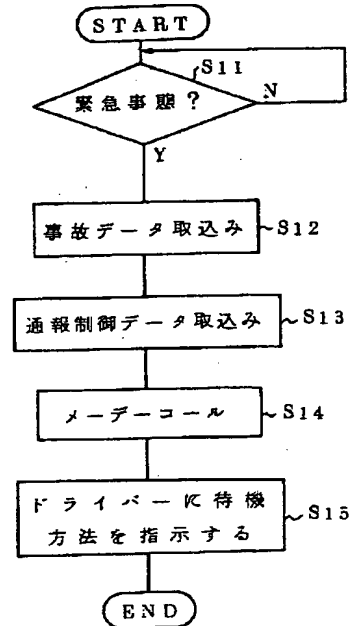 START
S11
緊急事態?
N
Y
事故データ取込み
S12
通報制御データ取込み
S13
メーデーコール
S14
ドライバーに待機
方法を指示する
S15
END